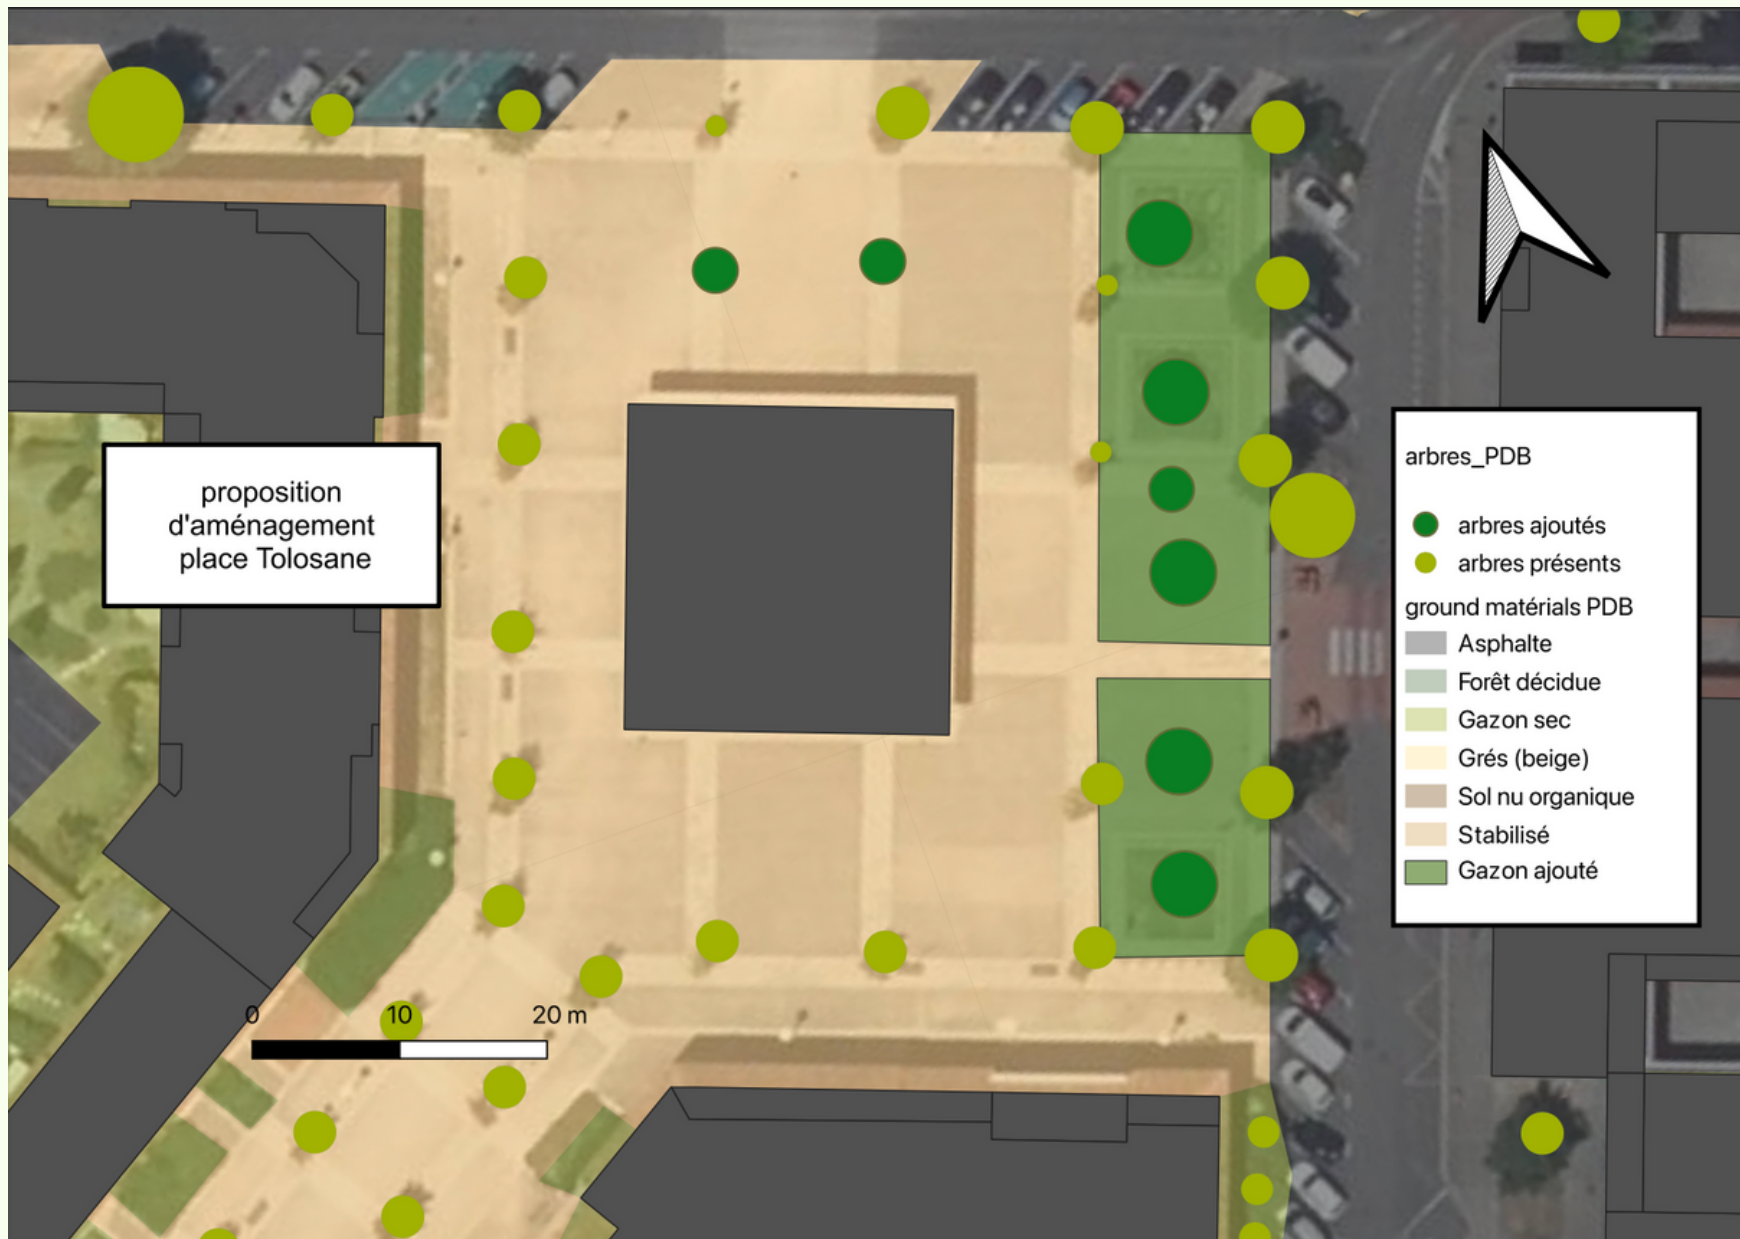 proposition
d'aménagement
place Tolosane
arbres_PDB
arbres ajoutés
arbres présents
ground matérials PDB
Asphalte
Forêt décidue
Gazon sec
Grés (beige)
Sol nu organique
Stabilisé
Gazon ajouté
0 10 20 m